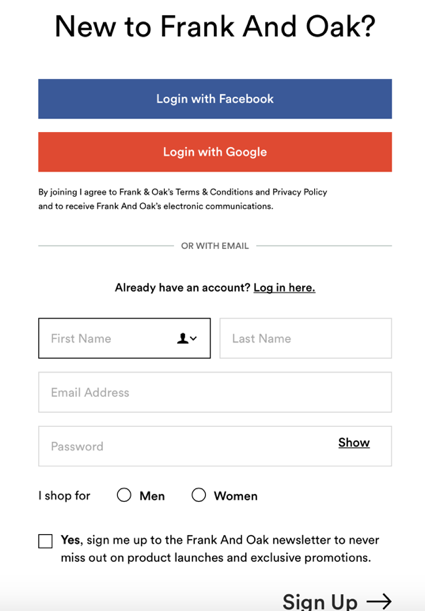 New to Frank And Oak?
Login with Facebook
Login with Google
By joining I agree to Frank & Oak's Terms & Conditions and Privacy Policy
and to receive Frank And Oak's electronic communications.
OR WITH EMAIL
Already have an account? Log in here.
First Name
Last Name
Email Address
Password
Show
I shop for Men Women
Yes, sign me up to the Frank And Oak newsletter to never
miss out on product launches and exclusive promotions.
Sign Up →